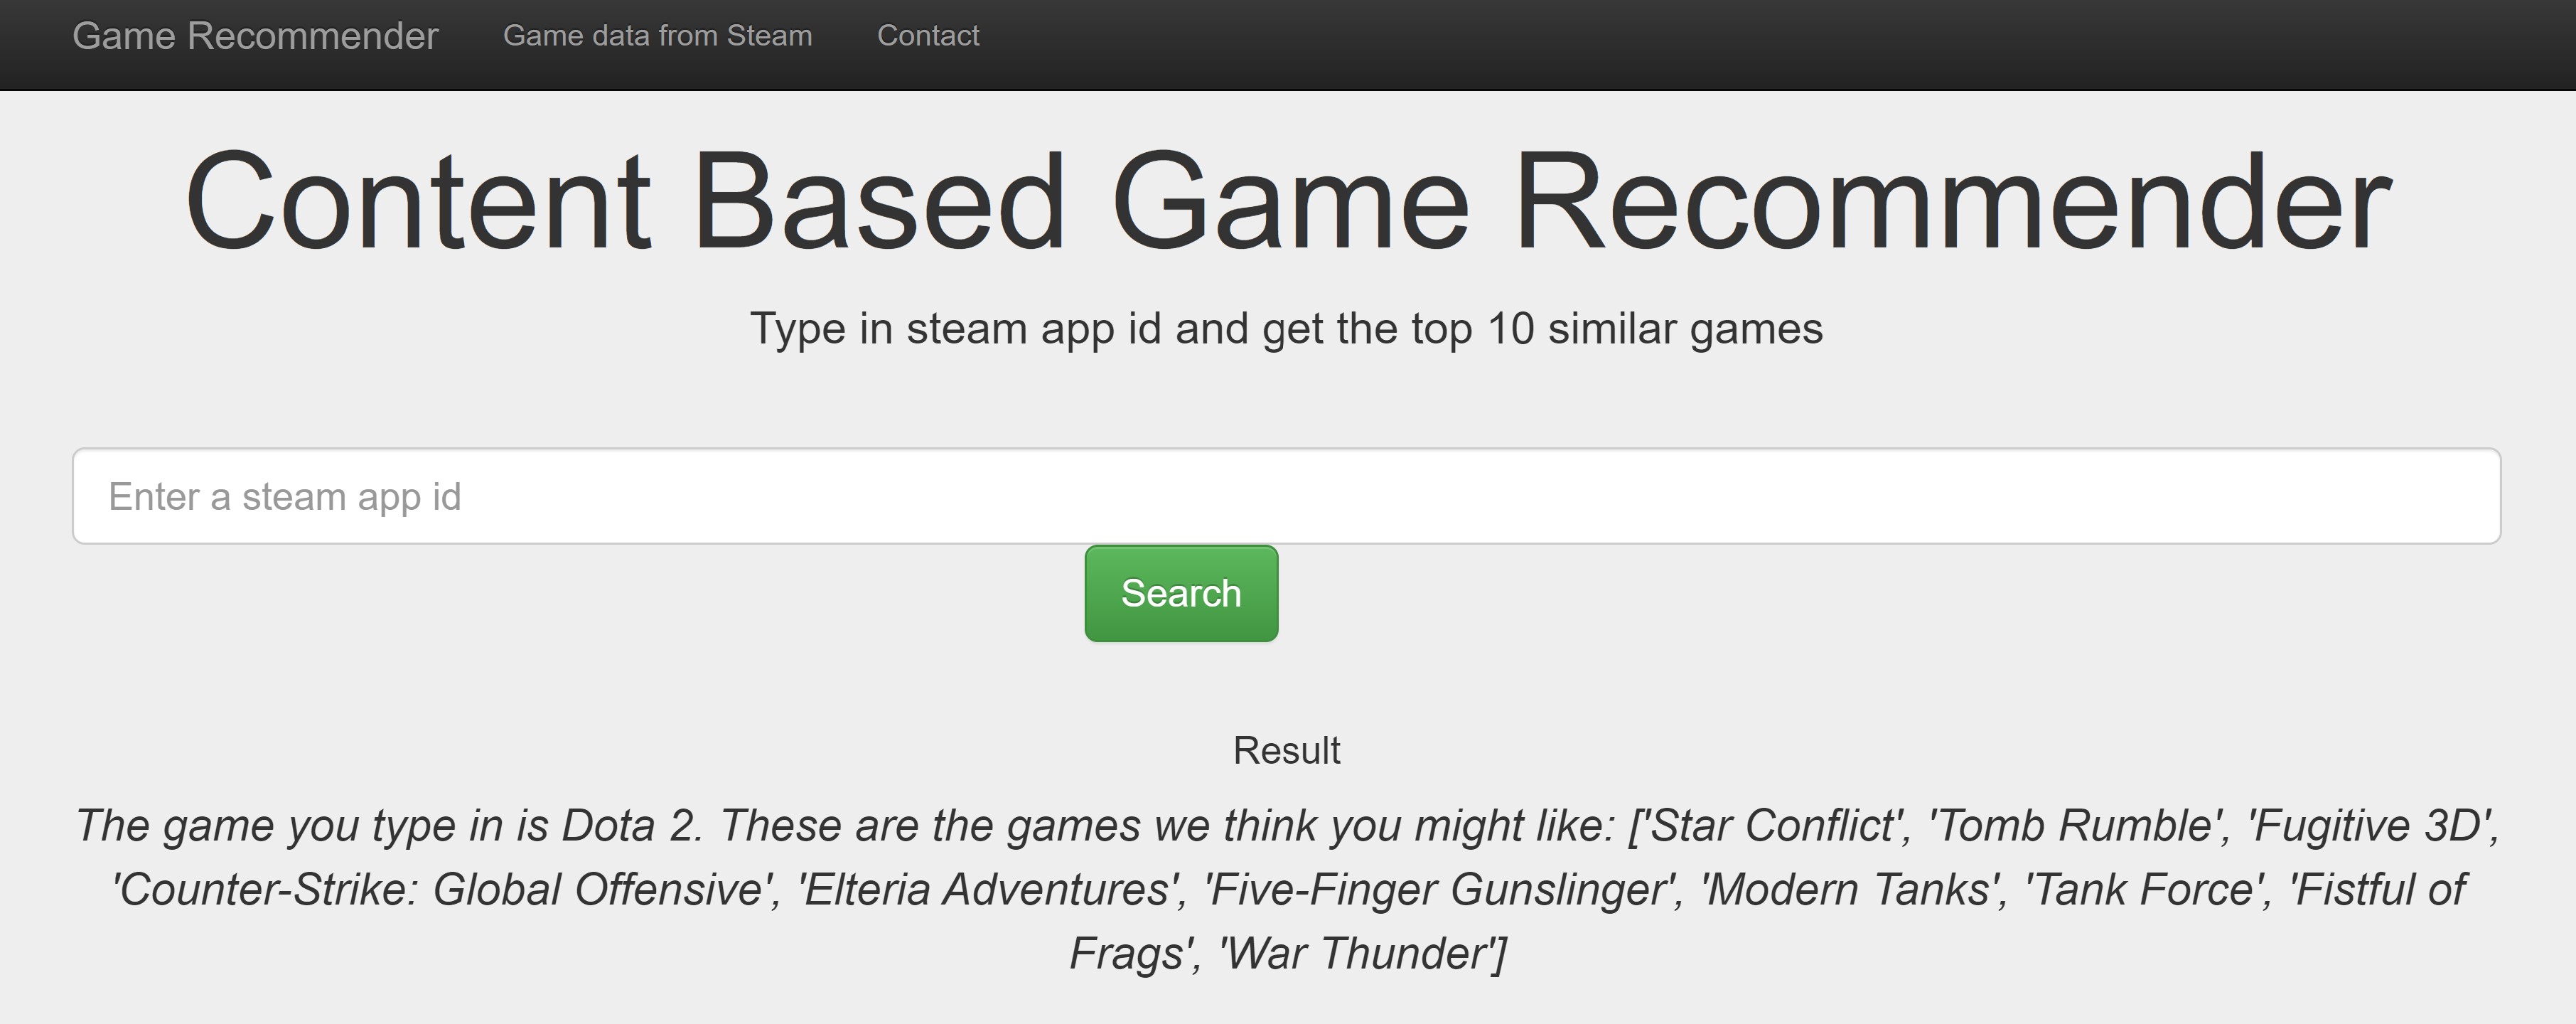 Game Recommender Game data from Steam Contact
Content Based Game Recommender
Type in steam app id and get the top 10 similar games
Enter a steam app id
Search
Result
The game you type in is Dota 2. These are the games we think you might like: ['Star Conflict', 'Tomb Rumble', 'Fugitive 3D',
'Counter-Strike: Global Offensive', 'Elteria Adventures', 'Five-Finger Gunslinger', 'Modern Tanks', 'Tank Force', 'Fistful of
Frags', 'War Thunder']